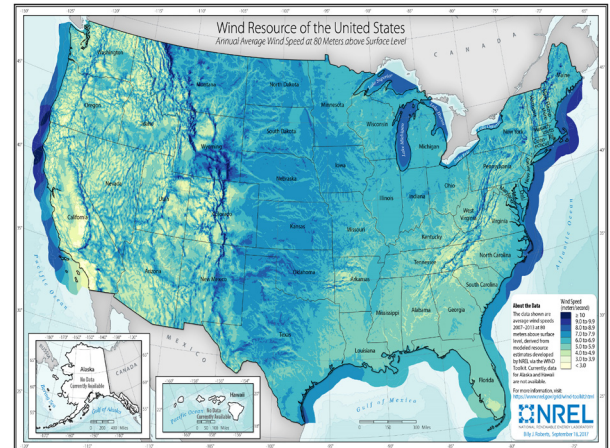 Wind Resource of the United States
Annual Average Wind Speed at 80 Meters above Surface Level
CANADA
Washington
Montana
North Dakota
Minnesota
Maine
Oregon
South Dakota
Wisconsin
Lake Michigan
Michigan
New York
Wyoming
Iowa
Pennsylvania
Nebraska
Nevada
Utah
Colorado
Illinois
Indiana
Ohio
West Virginia
Virginia
California
Kansas
Missouri
Kentucky
Arizona
New Mexico
Oklahoma
Arkansas
Tennessee
North Carolina
South Carolina
Mississippi
Alabama
Georgia
Texas
Louisiana
Florida
Pacific Ocean
Atlantic Ocean
MEXICO
Gulf of Mexico
Alaska
No Data
Currently Available
CANADA
Gulf of Alaska
Pacific Ocean
Hawaii
No Data
Currently Available
About the Data
The data shown are
average wind speeds
2007–2013 at 80
meters above surface
level, derived from
modeled resource
estimates developed
by NREL via the WIND
Toolkit. Currently, data
for Alaska and Hawaii
are not available.
For more information, visit:
https://www.nrel.gov/grid/wind-toolkit.html
Wind Speed
(meters/second)
≥ 10
9.0 to 9.9
8.0 to 8.9
7.0 to 7.9
6.0 to 6.9
5.0 to 5.9
4.0 to 4.9
3.0 to 3.9
< 3.0
NREL
NATIONAL RENEWABLE ENERGY LABORATORY
Billy J. Roberts, September 18, 2017